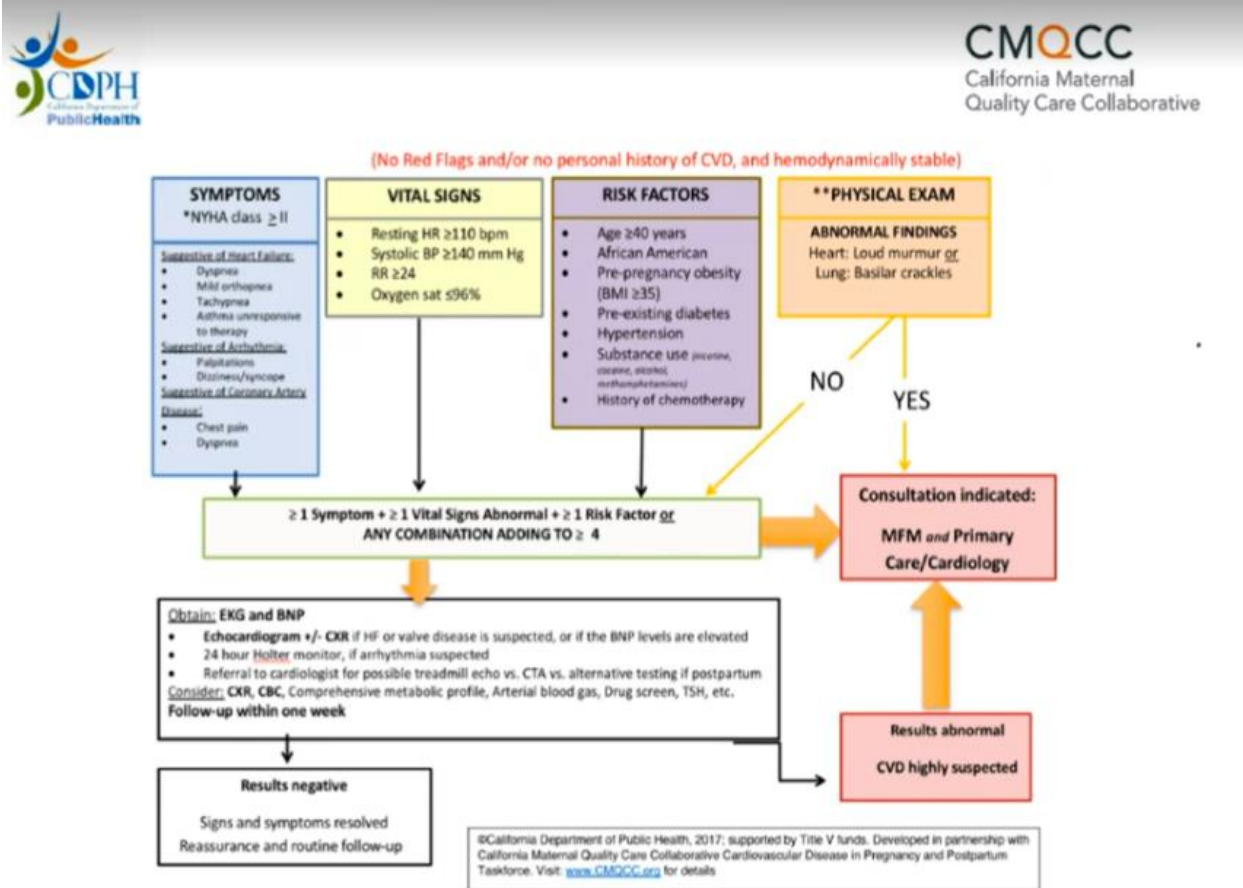 CDPH
California Department of
PublicHealth
CMQCC
California Maternal
Quality Care Collaborative
(No Red Flags and/or no personal history of CVD, and hemodynamically stable)
SYMPTOMS
*NYHA class ≥ II
Suggestive of Heart Failure:
• Dyspnea
• Mild orthopnea
• Tachypnea
• Asthma unresponsive
to therapy
Suggestive of Arrhythmia:
• Palpitations
• Dizziness/syncope
Suggestive of Coronary Artery
Disease:
• Chest pain
• Dyspnea
VITAL SIGNS
• Resting HR ≥110 bpm
• Systolic BP ≥140 mm Hg
• RR ≥24
• Oxygen sat ≤96%
RISK FACTORS
• Age ≥40 years
• African American
• Pre-pregnancy obesity
(BMI ≥35)
• Pre-existing diabetes
• Hypertension
• Substance use (nicotine,
cocaine, alcohol,
methamphetamines)
• History of chemotherapy
**PHYSICAL EXAM
ABNORMAL FINDINGS
Heart: Loud murmur or
Lung: Basilar crackles
NO
YES
≥ 1 Symptom + ≥ 1 Vital Signs Abnormal + ≥ 1 Risk Factor or
ANY COMBINATION ADDING TO ≥ 4
Consultation indicated:
MFM and Primary
Care/Cardiology
Obtain: EKG and BNP
• Echocardiogram +/- CXR if HF or valve disease is suspected, or if the BNP levels are elevated
• 24 hour Holter monitor, if arrhythmia suspected
• Referral to cardiologist for possible treadmill echo vs. CTA vs. alternative testing if postpartum
Consider: CXR, CBC, Comprehensive metabolic profile, Arterial blood gas, Drug screen, TSH, etc.
Follow-up within one week
Results abnormal
CVD highly suspected
Results negative
Signs and symptoms resolved
Reassurance and routine follow-up
©California Department of Public Health, 2017; supported by Title V funds. Developed in partnership with
California Maternal Quality Care Collaborative Cardiovascular Disease in Pregnancy and Postpartum
Taskforce. Visit: www.CMQCC.org for details